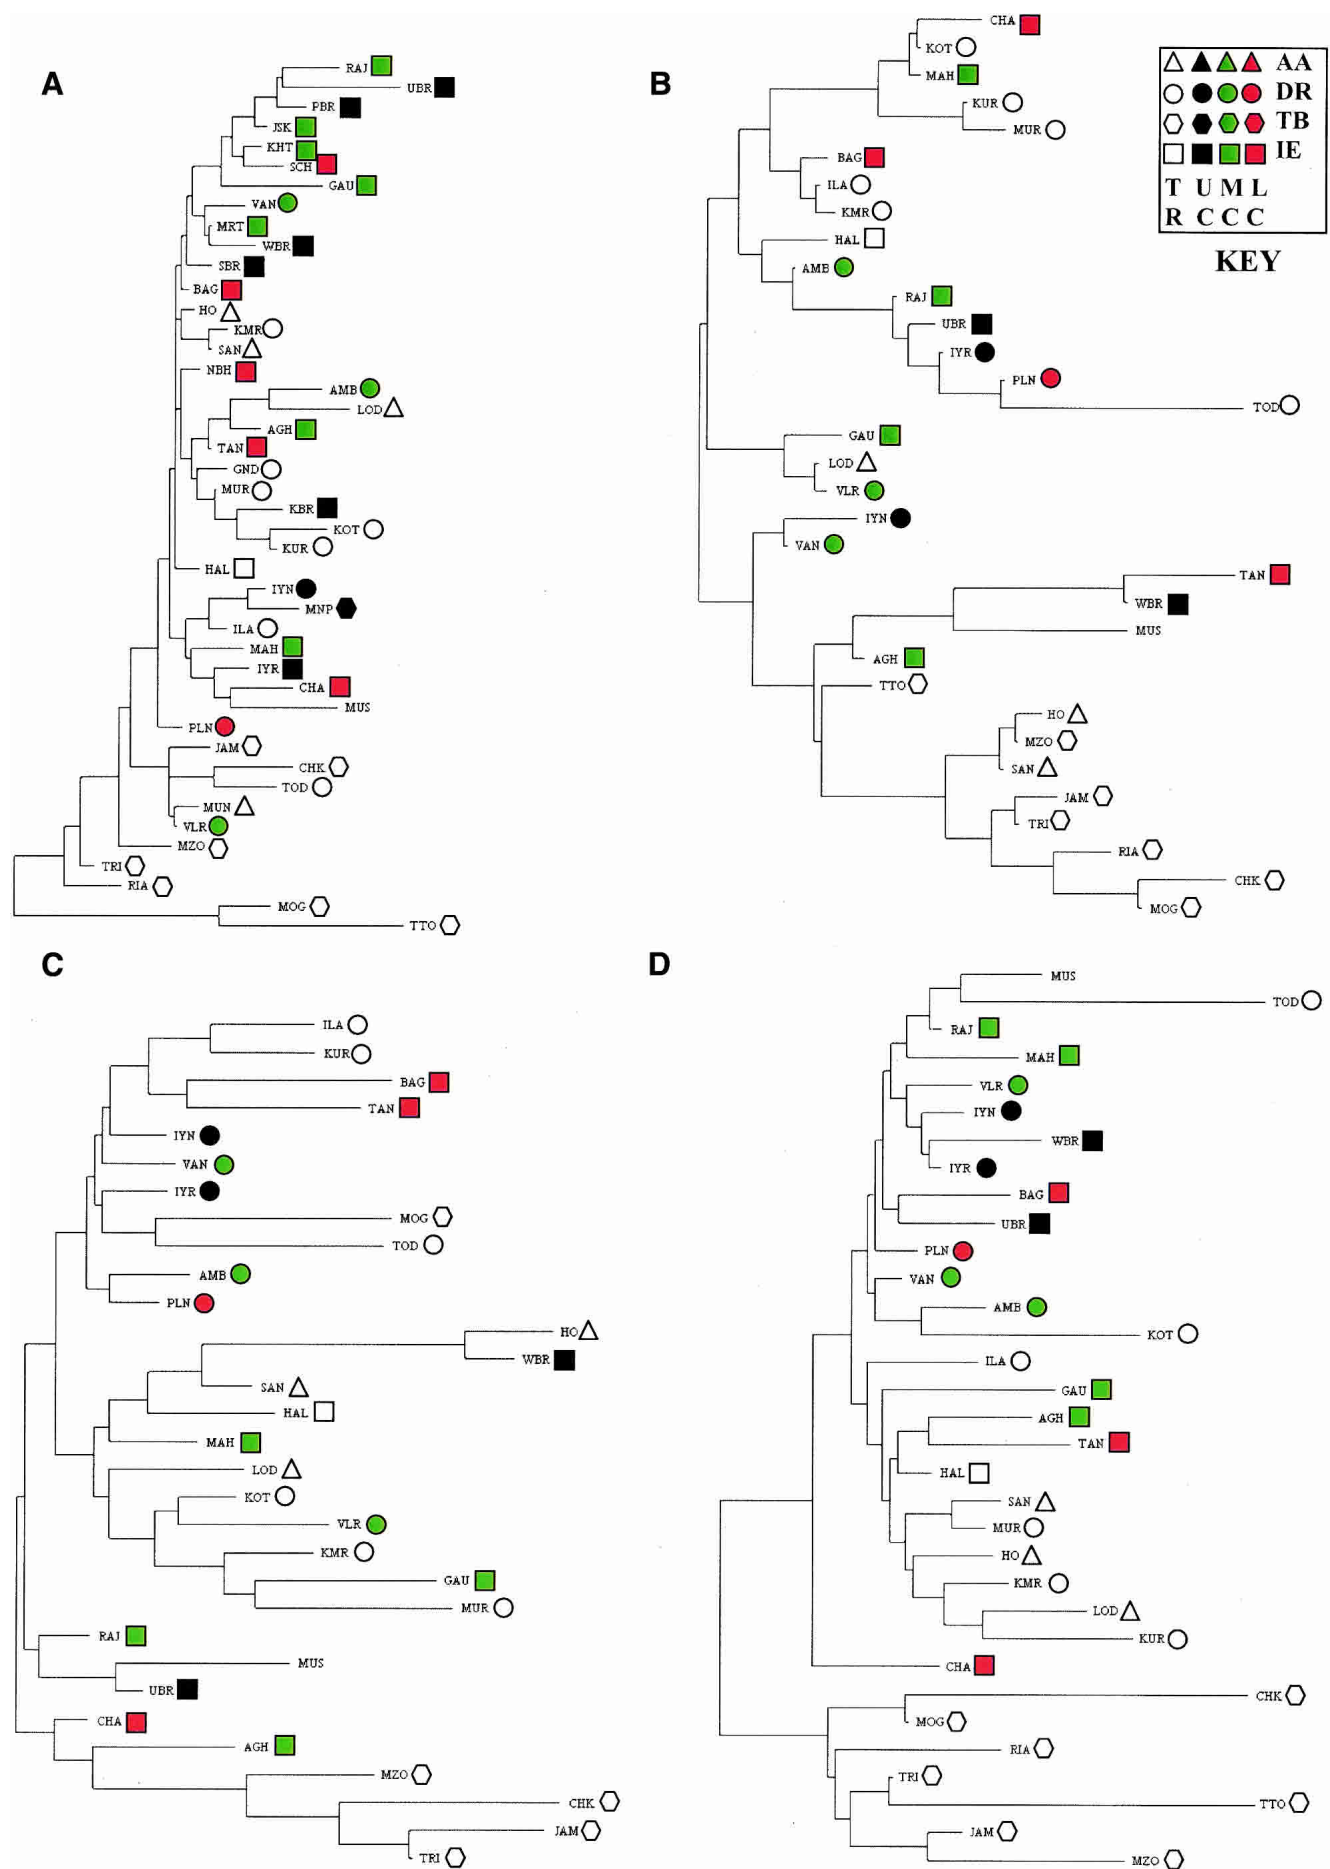 A
RAJ
UBR
PBR
JSK
KHT
SCH
GAU
VAN
MRT
WBR
SBR
BAG
HO
KMR
SAN
NBH
AMB
LOD
AGH
TAN
GND
MUR
KBR
KOT
KUR
HAL
IYN
MNP
ILA
MAH
IYR
CHA
MUS
PLN
JAM
CHK
TOD
MUN
VLR
MZO
TRI
RIA
MOG
TTO
B
CHA
KOT
MAH
KUR
MUR
BAG
ILA
KMR
HAL
AMB
RAJ
UBR
IYR
PLN
TOD
GAU
LOD
VLR
IYN
VAN
TAN
WBR
MUS
AGH
TTO
HO
MZO
SAN
JAM
TRI
RIA
CHK
MOG
AA
DR
TB
IE
T U M L
R C C C
KEY
C
ILA
KUR
BAG
TAN
IYN
VAN
IYR
MOG
TOD
AMB
PLN
HO
WBR
SAN
HAL
MAH
LOD
KOT
VLR
KMR
GAU
MUR
RAJ
MUS
UBR
CHA
AGH
MZO
CHK
JAM
TRI
D
MUS
TOD
RAJ
MAH
VLR
IYN
WBR
IYR
BAG
UBR
PLN
VAN
AMB
KOT
ILA
GAU
AGH
TAN
HAL
SAN
MUR
HO
KMR
LOD
KUR
CHA
CHK
MOG
RIA
TRI
TTO
JAM
MZO